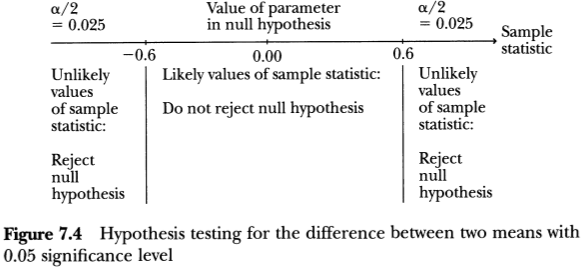 α/2 Value of parameter α/2
= 0.025 in null hypothesis = 0.025 Sample
statistic
−0.6 0.00 0.6
Unlikely Likely values of sample statistic: Unlikely
values values
of sample Do not reject null hypothesis of sample
statistic: statistic:
Reject Reject
null null
hypothesis hypothesis
Figure 7.4 Hypothesis testing for the difference between two means with
0.05 significance level